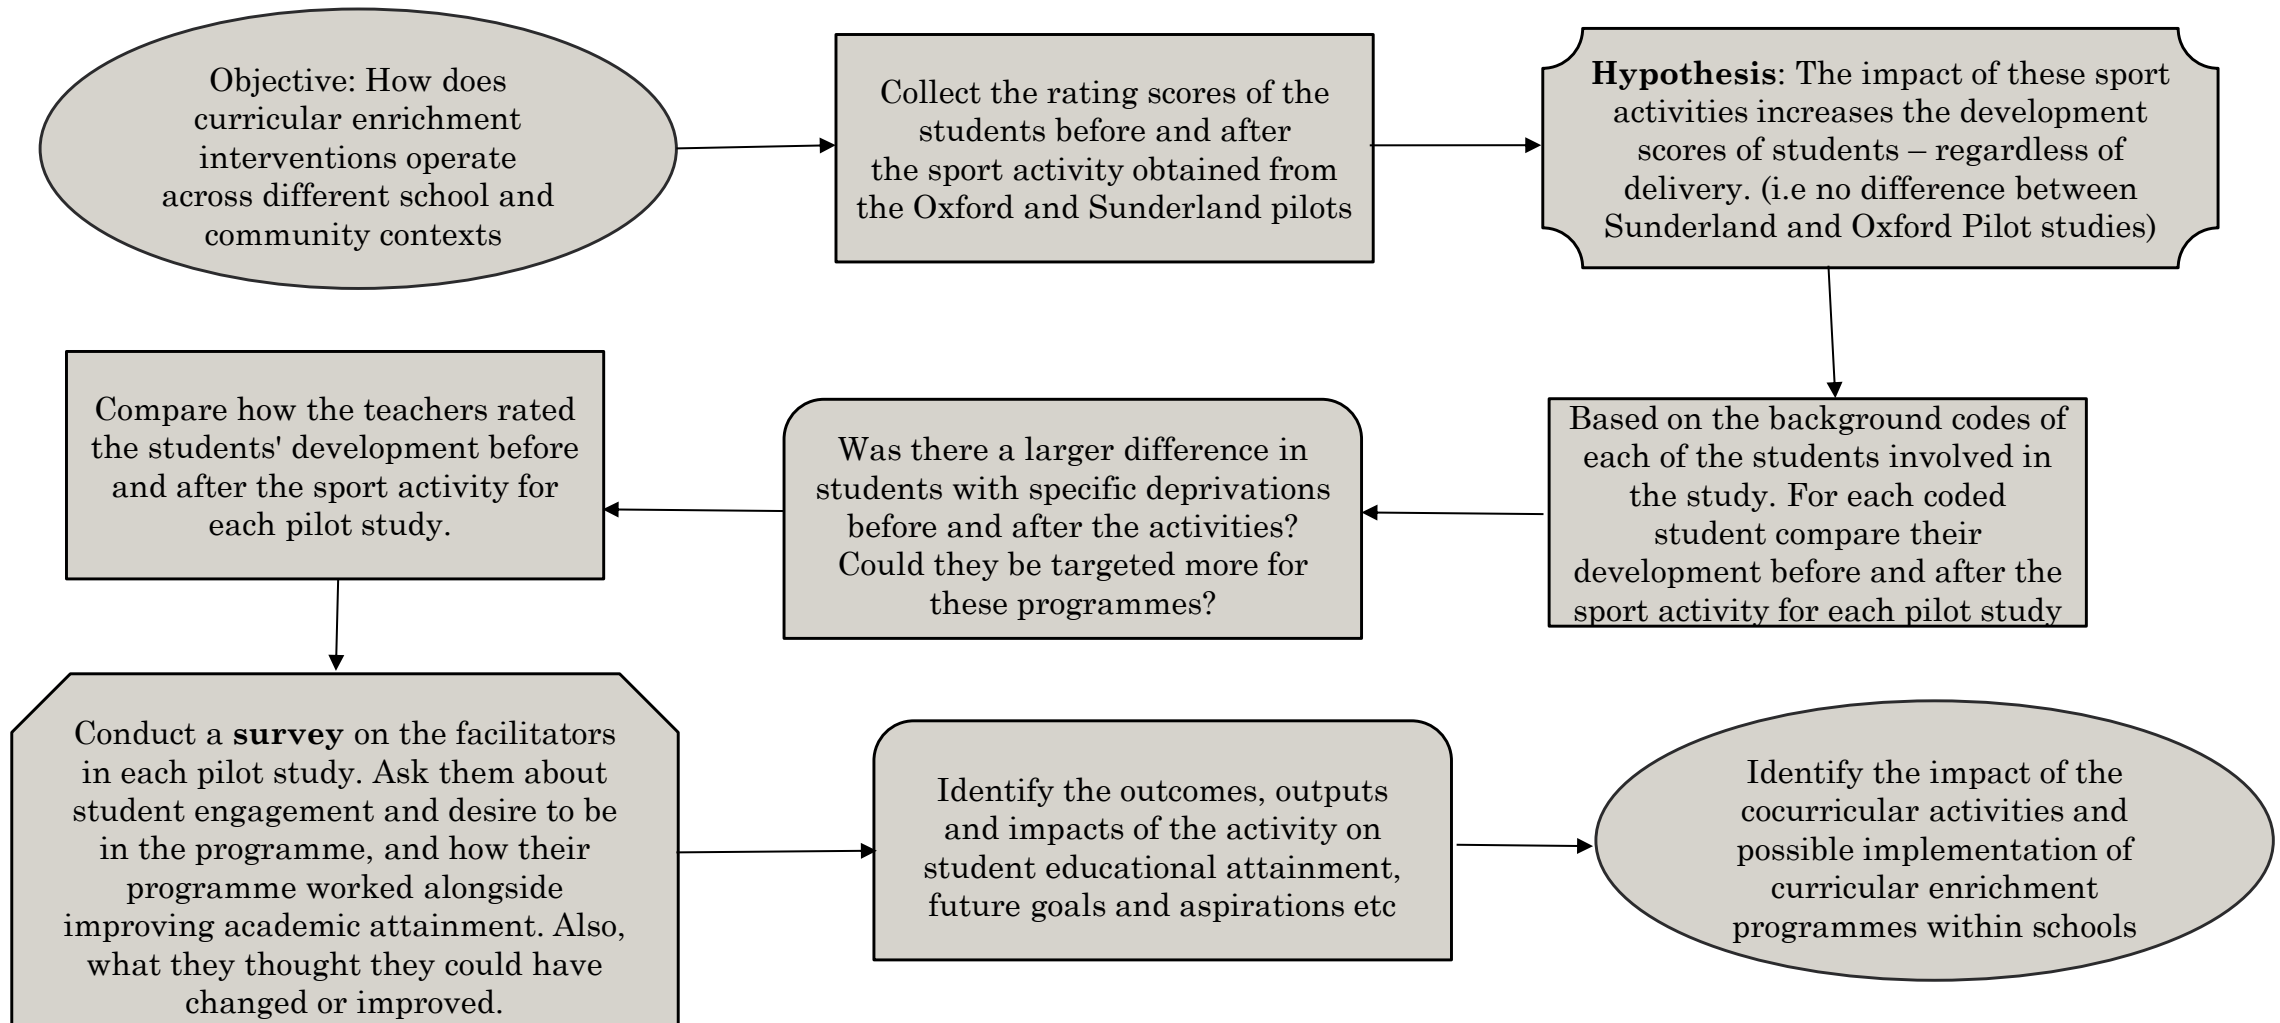 Objective: How does
curricular enrichment
interventions operate
across different school and
community contexts
Collect the rating scores of the
students before and after
the sport activity obtained from
the Oxford and Sunderland pilots
Hypothesis: The impact of these sport
activities increases the development
scores of students – regardless of
delivery. (i.e no difference between
Sunderland and Oxford Pilot studies)
Based on the background codes of
each of the students involved in
the study. For each coded
student compare their
development before and after the
sport activity for each pilot study
Was there a larger difference in
students with specific deprivations
before and after the activities?
Could they be targeted more for
these programmes?
Compare how the teachers rated
the students' development before
and after the sport activity for
each pilot study.
Conduct a survey on the facilitators
in each pilot study. Ask them about
student engagement and desire to be
in the programme, and how their
programme worked alongside
improving academic attainment. Also,
what they thought they could have
changed or improved.
Identify the outcomes, outputs
and impacts of the activity on
student educational attainment,
future goals and aspirations etc
Identify the impact of the
cocurricular activities and
possible implementation of
curricular enrichment
programmes within schools